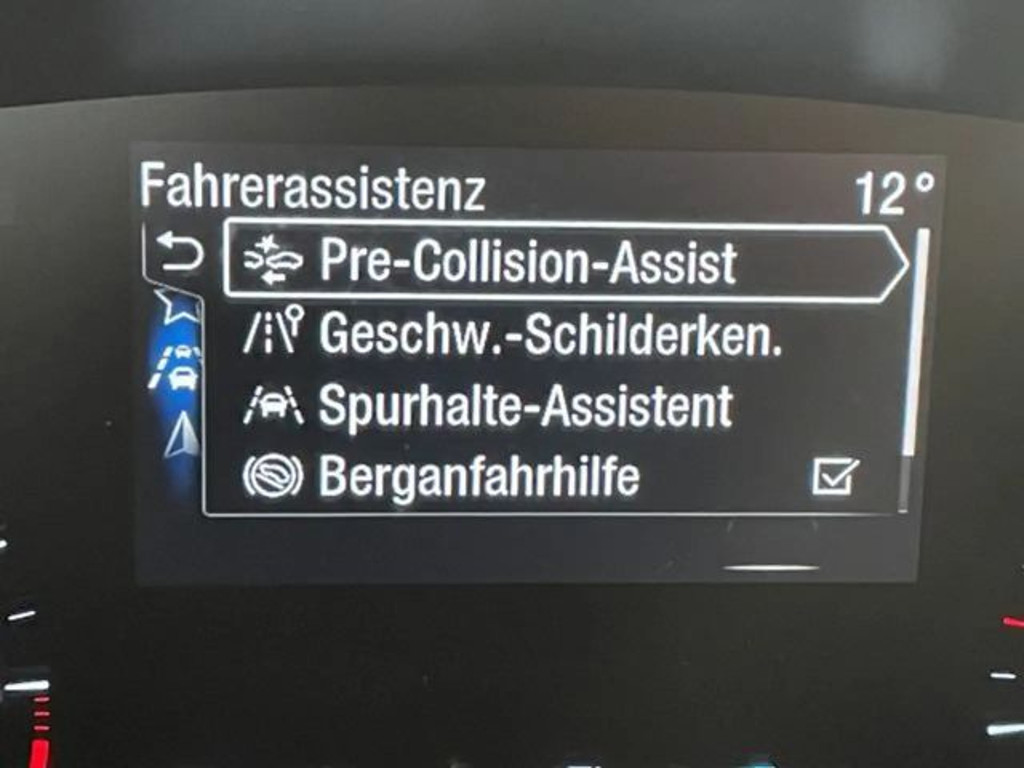 Fahrerassistenz 12°
Pre-Collision-Assist
Geschw.-Schilderken.
Spurhalte-Assistent
Berganfahrhilfe